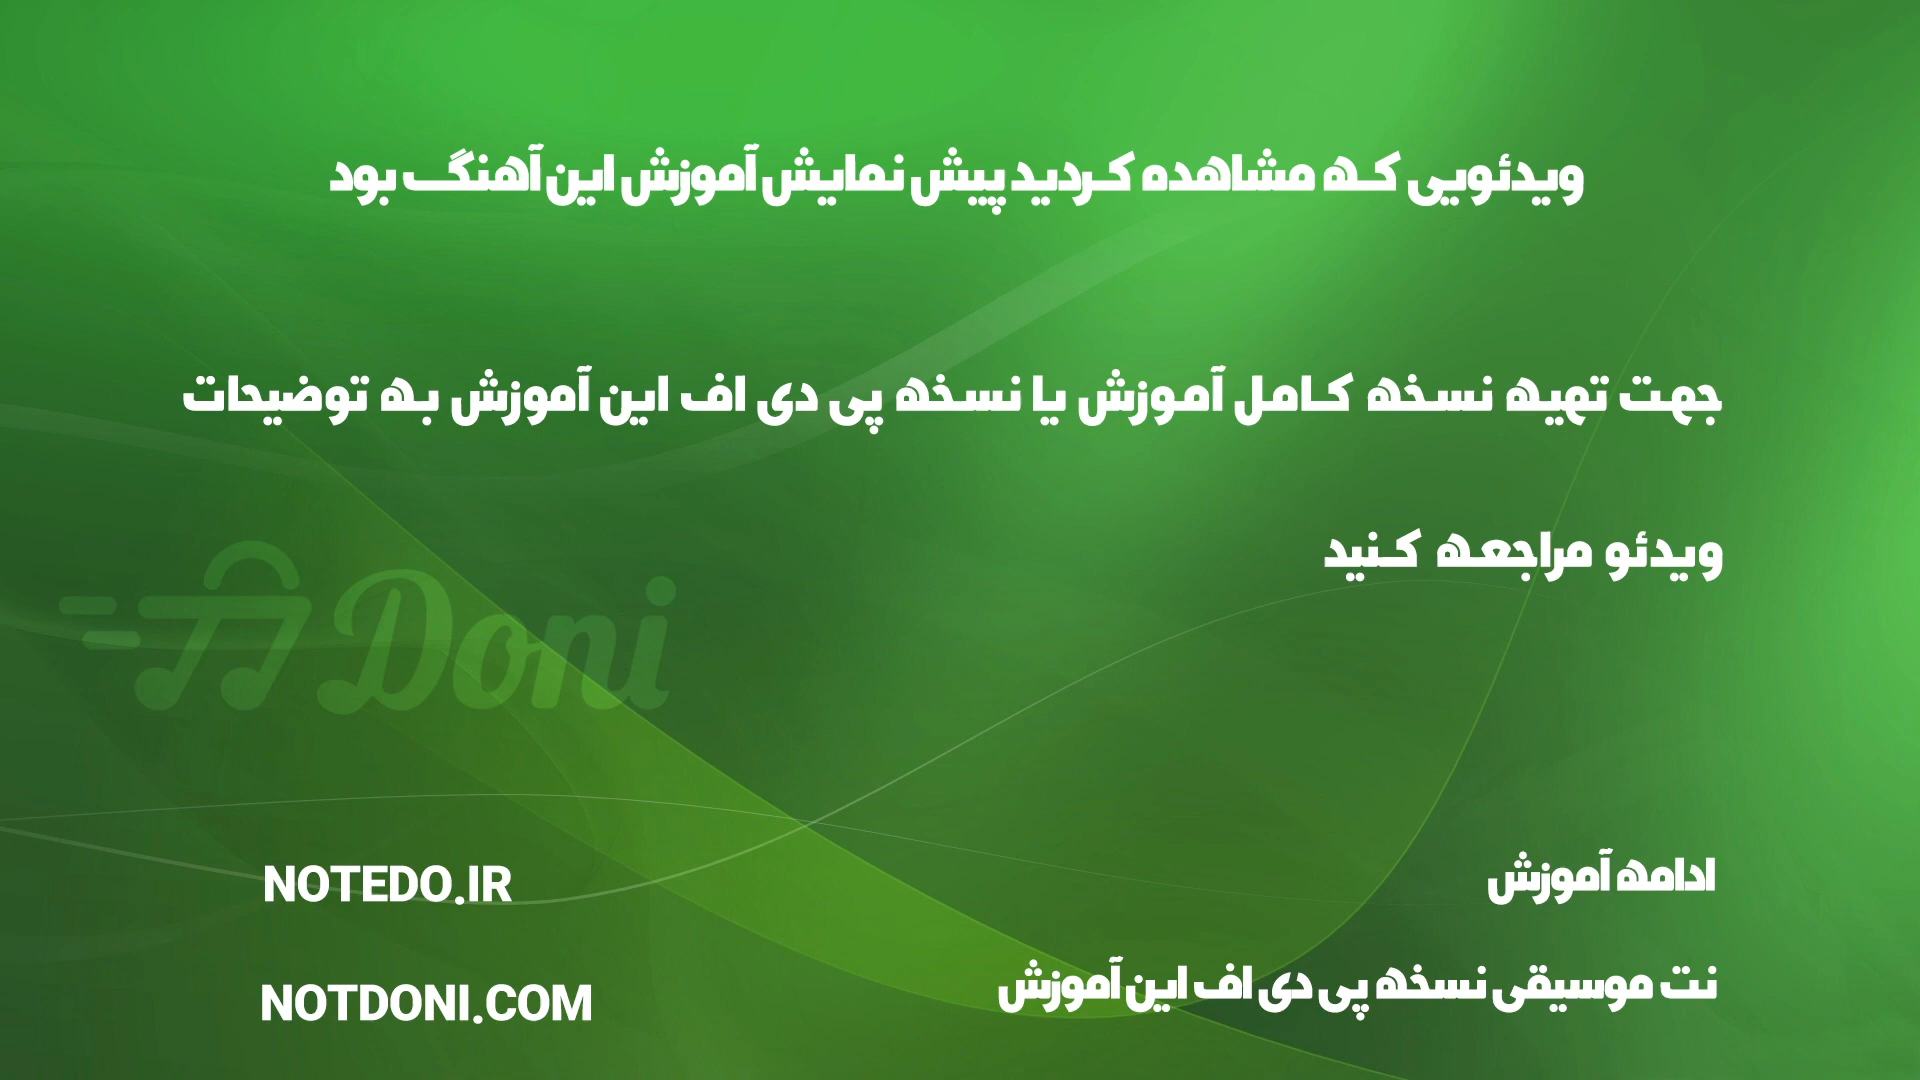 ویدئویی که مشاهده کردید پیش نمایش آموزش این آهنگ بود
جهت تهیه نسخه کامل آموزش یا نسخه پی دی اف این آموزش به توضیحات
ویدئو مراجعه کنید
Doni
ادامه آموزش
NOTEDO.IR
نت موسیقی نسخه پی دی اف این آموزش
NOTDONI.COM